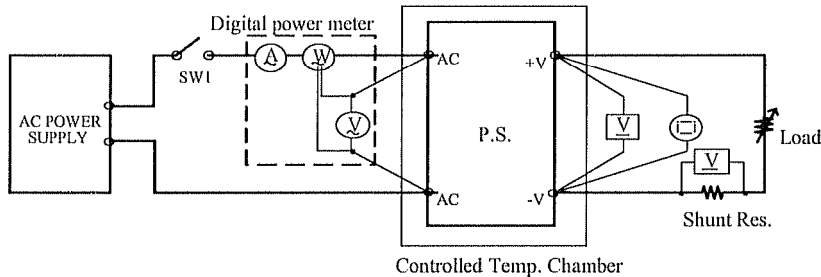 Digital power meter
A
W
AC
+V
SW1
AC POWER
SUPPLY
V
P.S.
V
Load
V
AC
-V
Shunt Res.
Controlled Temp. Chamber